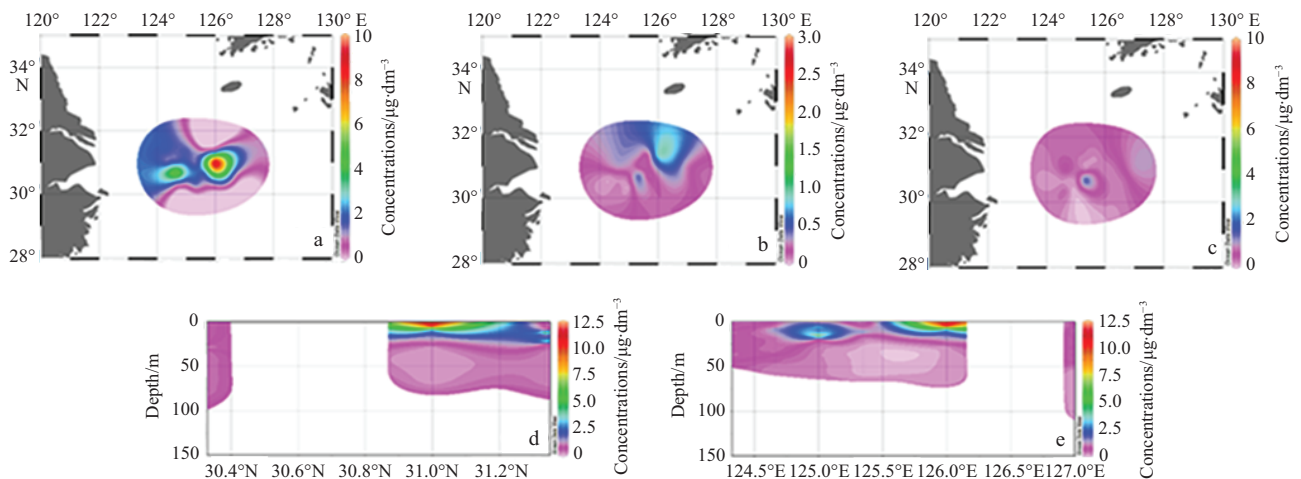 120° 122° 124° 126° 128° 130° E
34°
N
32°
30°
28°
10
8
6
4
2
0
Concentrations/μg·dm⁻³
a
120° 122° 124° 126° 128° 130° E
34°
N
32°
30°
28°
3.0
2.5
2.0
1.5
1.0
0.5
0
Concentrations/μg·dm⁻³
b
120° 122° 124° 126° 128° 130° E
34°
N
32°
30°
28°
10
8
6
4
2
0
Concentrations/μg·dm⁻³
c
0
50
100
150
Depth/m
30.4°N 30.6°N 30.8°N 31.0°N 31.2°N
12.5
10.0
7.5
5.0
2.5
0
Concentrations/μg·dm⁻³
d
0
50
100
150
Depth/m
124.5°E 125.0°E 125.5°E 126.0°E 126.5°E 127.0°E
12.5
10.0
7.5
5.0
2.5
0
Concentrations/μg·dm⁻³
e